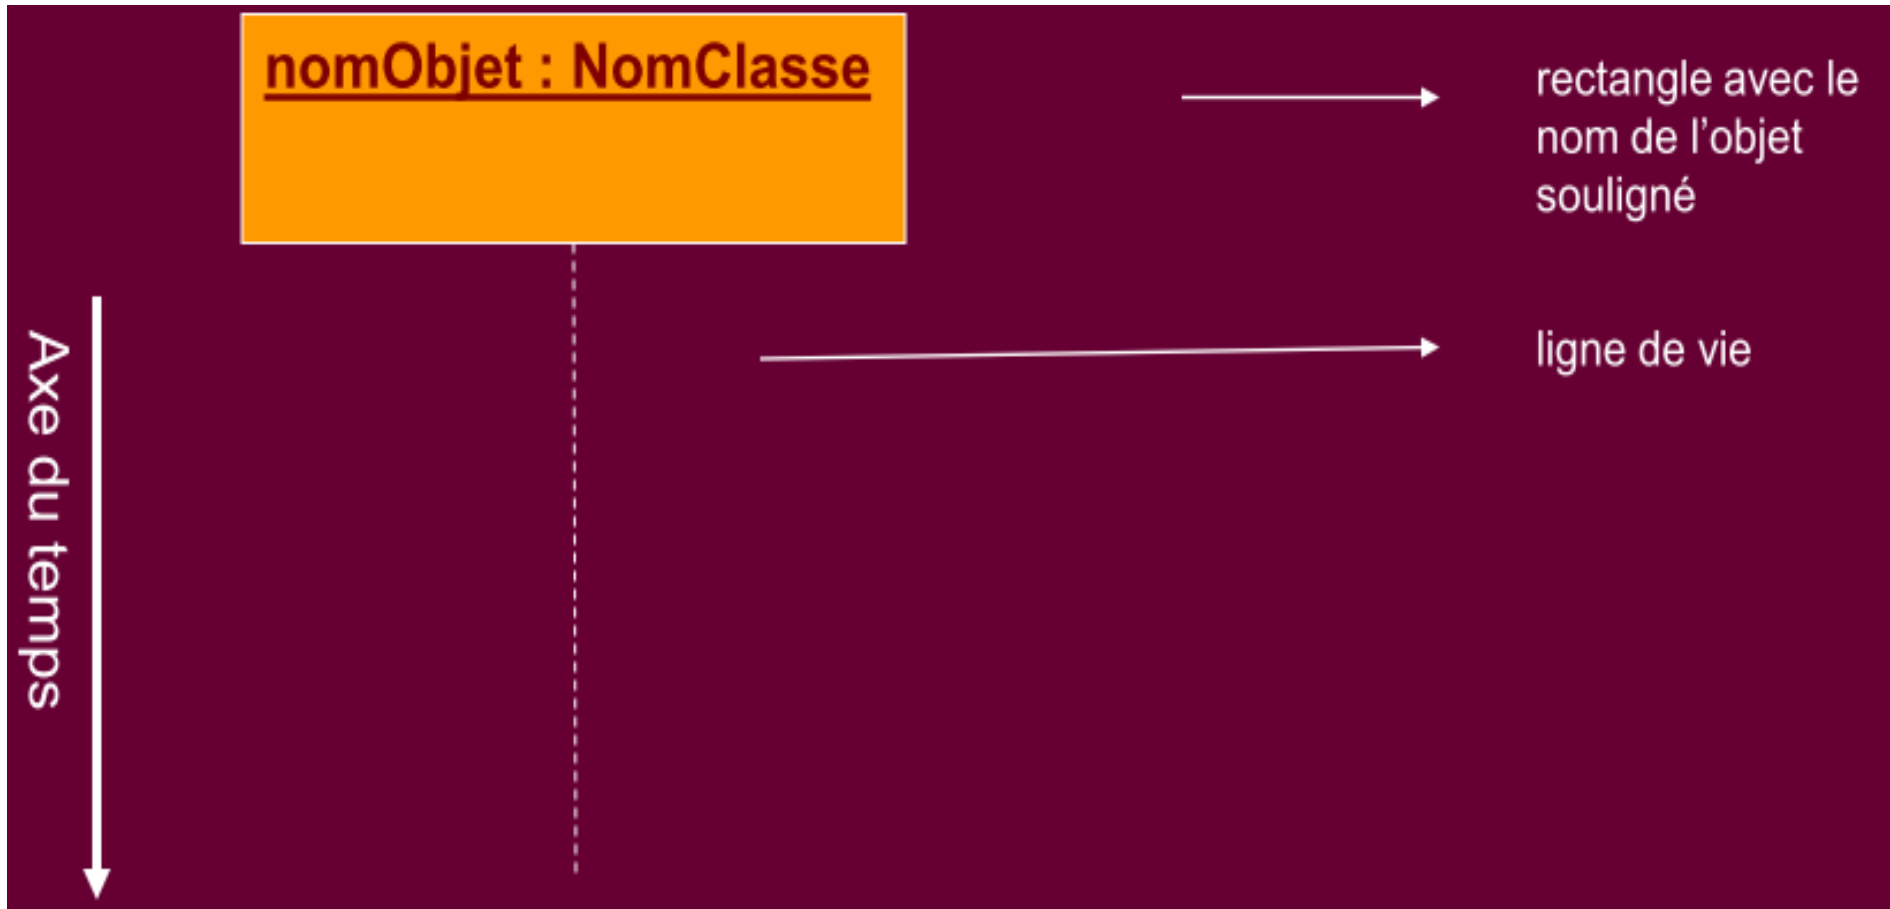 nomObjet : NomClasse
rectangle avec le
nom de l'objet
souligné
ligne de vie
Axe du temps